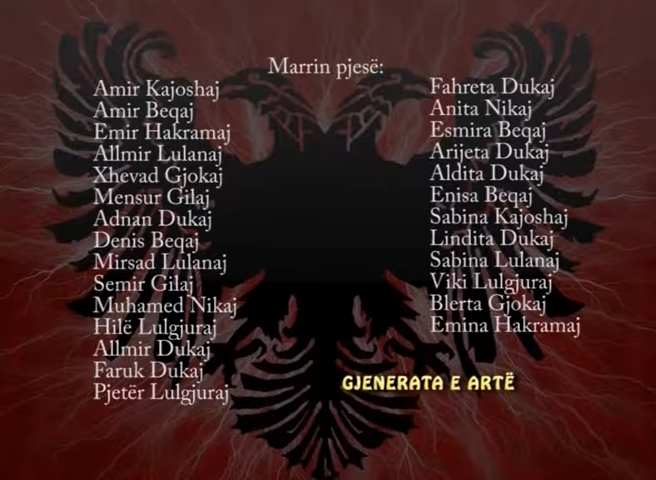 Marrin pjesë:
Amir Kajoshaj
Amir Beqaj
Emir Hakramaj
Allmir Lulanaj
Xhevad Gjokaj
Mensur Gilaj
Adnan Dukaj
Denis Beqaj
Mirsad Lulanaj
Semir Gilaj
Muhamed Nikaj
Hilë Lulgjuraj
Allmir Dukaj
Faruk Dukaj
Pjetër Lulgjuraj
Fahreta Dukaj
Anita Nikaj
Esmira Beqaj
Arijeta Dukaj
Aldita Dukaj
Enisa Beqaj
Sabina Kajoshaj
Lindita Dukaj
Sabina Lulanaj
Viki Lulgjuraj
Blerta Gjokaj
Emina Hakramaj
GJENERATA E ARTË